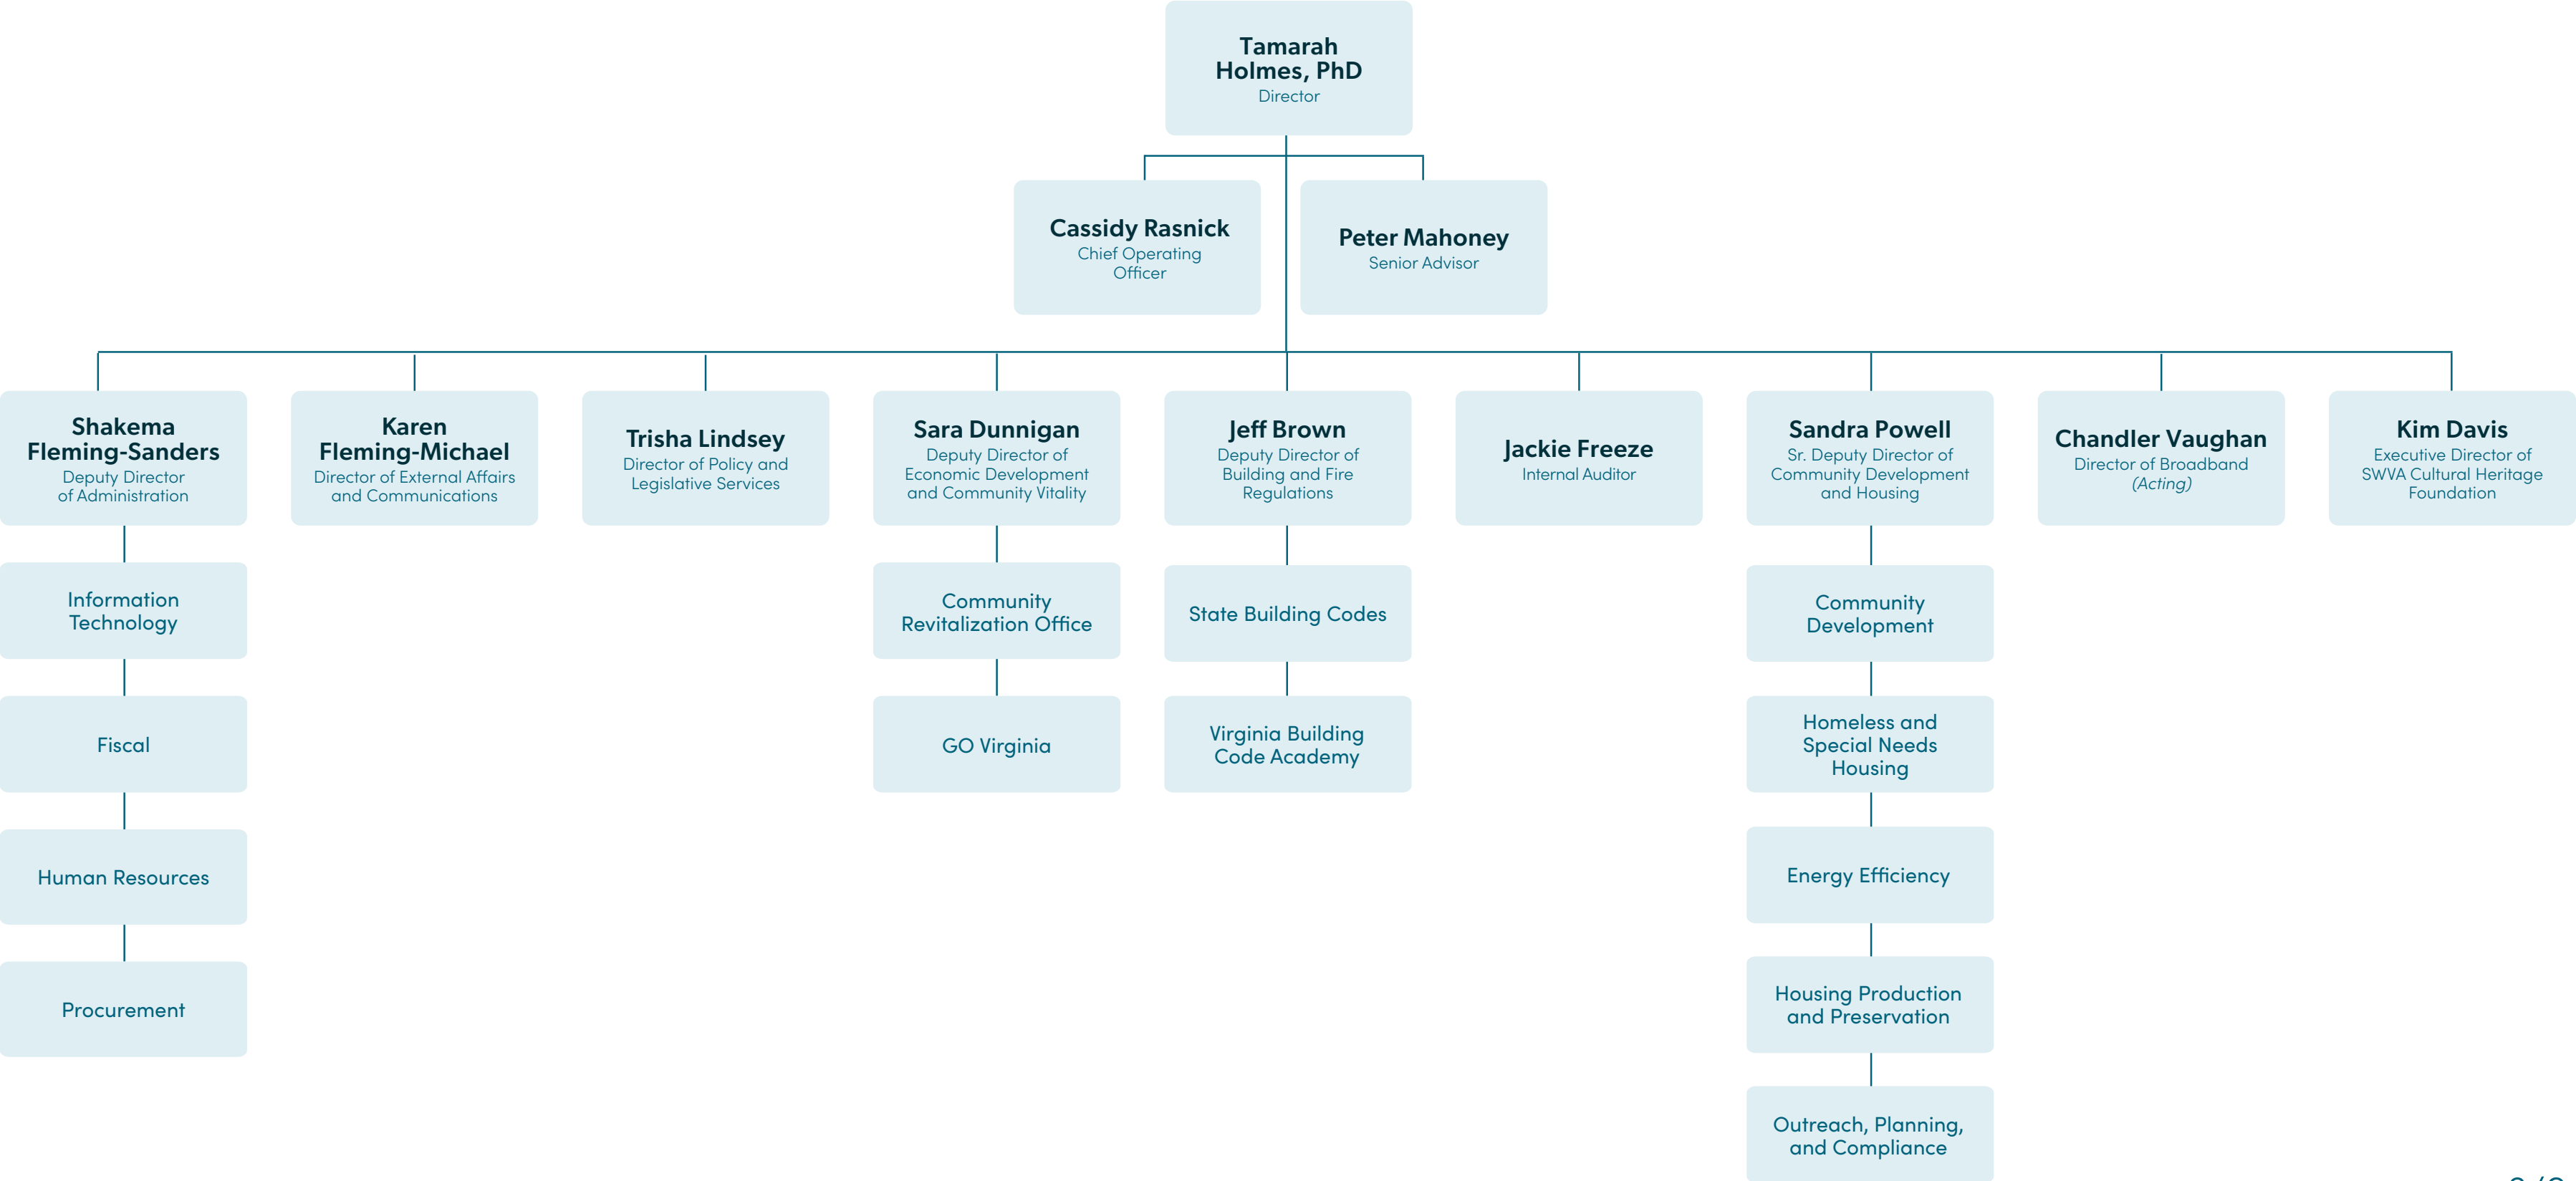 Tamarah
Holmes, PhD
Director
Cassidy Rasnick
Chief Operating
Officer
Peter Mahoney
Senior Advisor
Shakema
Fleming-Sanders
Deputy Director
of Administration
Karen
Fleming-Michael
Director of External Affairs
and Communications
Trisha Lindsey
Director of Policy and
Legislative Services
Sara Dunnigan
Deputy Director of
Economic Development
and Community Vitality
Jeff Brown
Deputy Director of
Building and Fire
Regulations
Jackie Freeze
Internal Auditor
Sandra Powell
Sr. Deputy Director of
Community Development
and Housing
Chandler Vaughan
Director of Broadband
(Acting)
Kim Davis
Executive Director of
SWVA Cultural Heritage
Foundation
Information
Technology
Fiscal
Human Resources
Procurement
Community
Revitalization Office
GO Virginia
State Building Codes
Virginia Building
Code Academy
Community
Development
Homeless and
Special Needs
Housing
Energy Efficiency
Housing Production
and Preservation
Outreach, Planning,
and Compliance